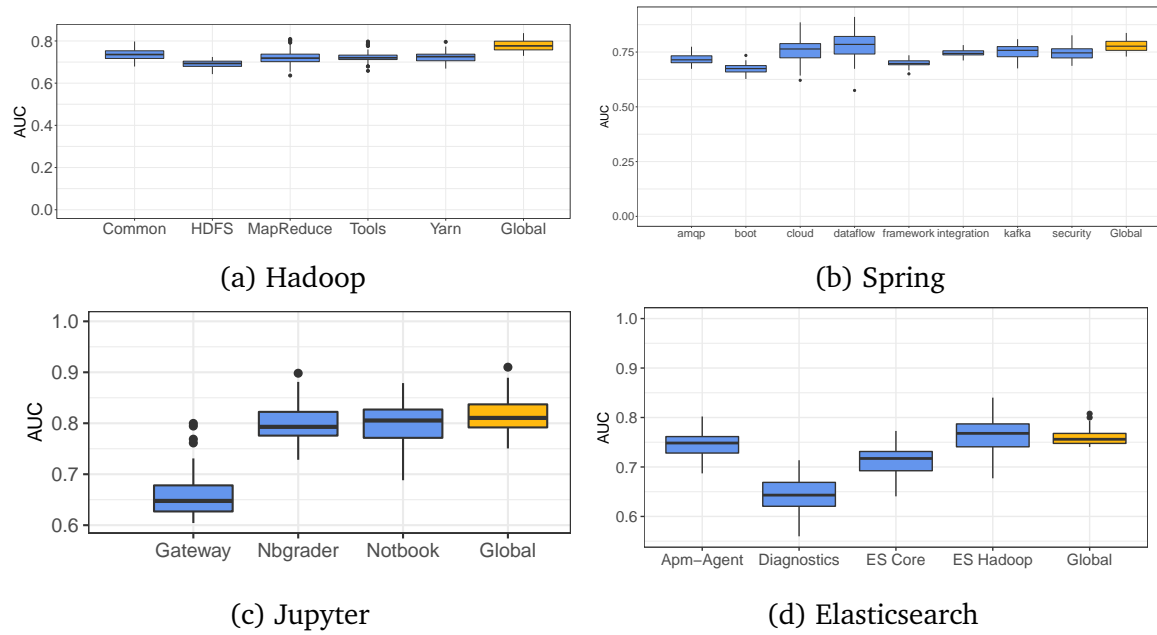 0.8
0.6
0.4
0.2
0.0
AUC
Common HDFS MapReduce Tools Yarn Global
(a) Hadoop
0.75
0.50
0.25
0.00
AUC
amqp boot cloud dataflow framework integration kafka security Global
(b) Spring
1.0
0.9
0.8
0.7
0.6
AUC
Gateway Nbgrader Notbook Global
(c) Jupyter
1.0
0.9
0.8
0.7
0.6
AUC
Apm−Agent Diagnostics ES Core ES Hadoop Global
(d) Elasticsearch